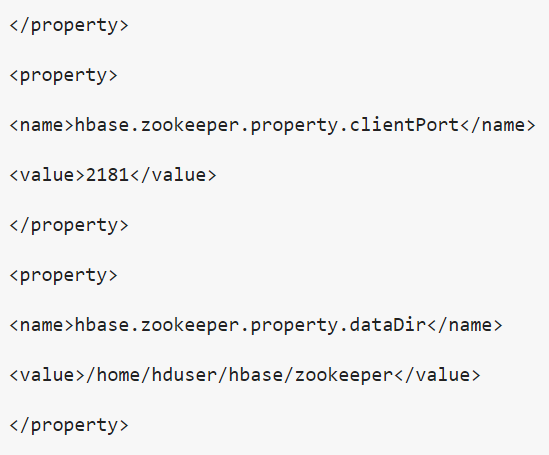 </property>
<property>
<name>hbase.zookeeper.property.clientPort</name>
<value>2181</value>
</property>
<property>
<name>hbase.zookeeper.property.dataDir</name>
<value>/home/hduser/hbase/zookeeper</value>
</property>